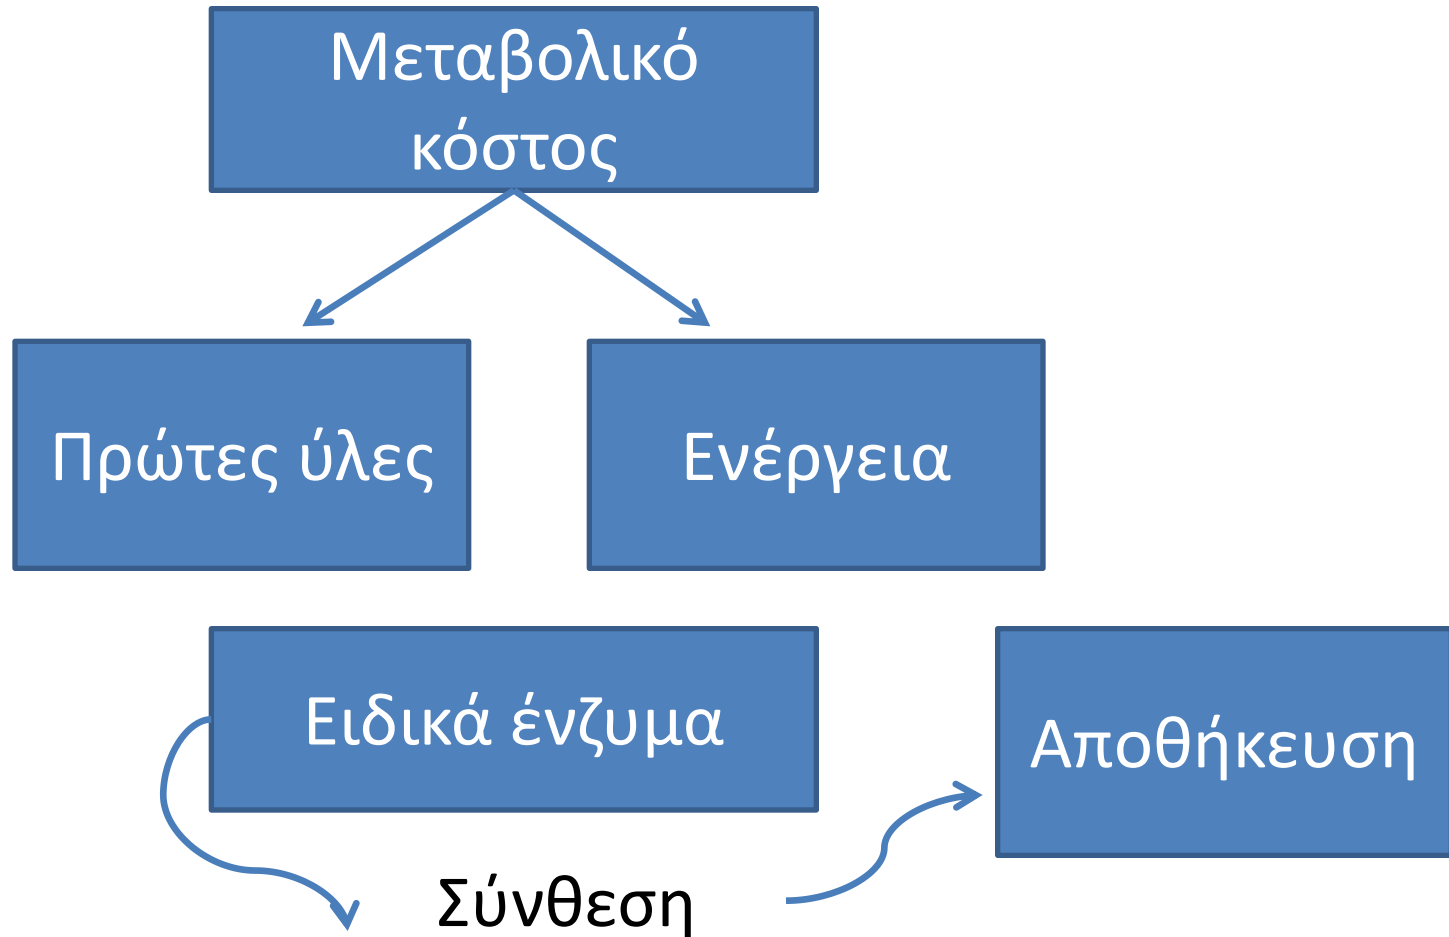 Μεταβολικό
κόστος
Πρώτες ύλες
Ενέργεια
Ειδικά ένζυμα
Αποθήκευση
Σύνθεση